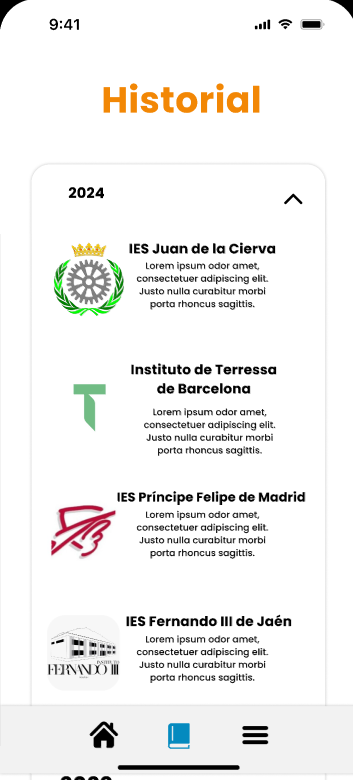 9:41
Historial
2024
IES Juan de la Cierva
Lorem ipsum odor amet,
consectetuer adipiscing elit.
Justo nulla curabitur morbi
porta rhoncus sagittis.
Instituto de Terressa
de Barcelona
Lorem ipsum odor amet,
consectetuer adipiscing elit.
Justo nulla curabitur morbi
porta rhoncus sagittis.
IES Príncipe Felipe de Madrid
Lorem ipsum odor amet,
consectetuer adipiscing elit.
Justo nulla curabitur morbi
porta rhoncus sagittis.
IES Fernando III de Jaén
INSTITUTO
FERNANDO III
Lorem ipsum odor amet,
consectetuer adipiscing elit.
Justo nulla curabitur morbi
porta rhoncus sagittis.